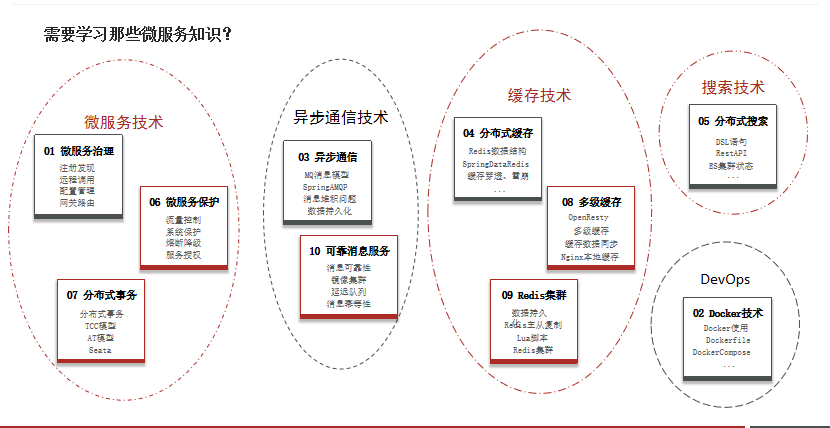 需要学习那些微服务知识？
微服务技术
01 微服务治理
注册发现
远程调用
配置管理
网关路由
06 微服务保护
流量控制
系统保护
熔断降级
服务授权
07 分布式事务
分布式事务
TCC模型
AT模型
Seata
异步通信技术
03 异步通信
MQ消息模型
SpringAMQP
消息堆积问题
数据持久化
10 可靠消息服务
消息可靠性
镜像集群
延迟队列
消息幂等性
缓存技术
04 分布式缓存
Redis数据结构
SpringDataRedis
缓存穿透、雪崩
...
08 多级缓存
OpenResty
多级缓存
缓存数据同步
Nginx本地缓存
09 Redis集群
数据持久
化
Redis主从复制
Lua脚本
Redis集群
搜索技术
05 分布式搜索
DSL语句
RestAPI
ES集群状态
...
DevOps
02 Docker技术
Docker使用
Dockerfile
DockerCompose
...